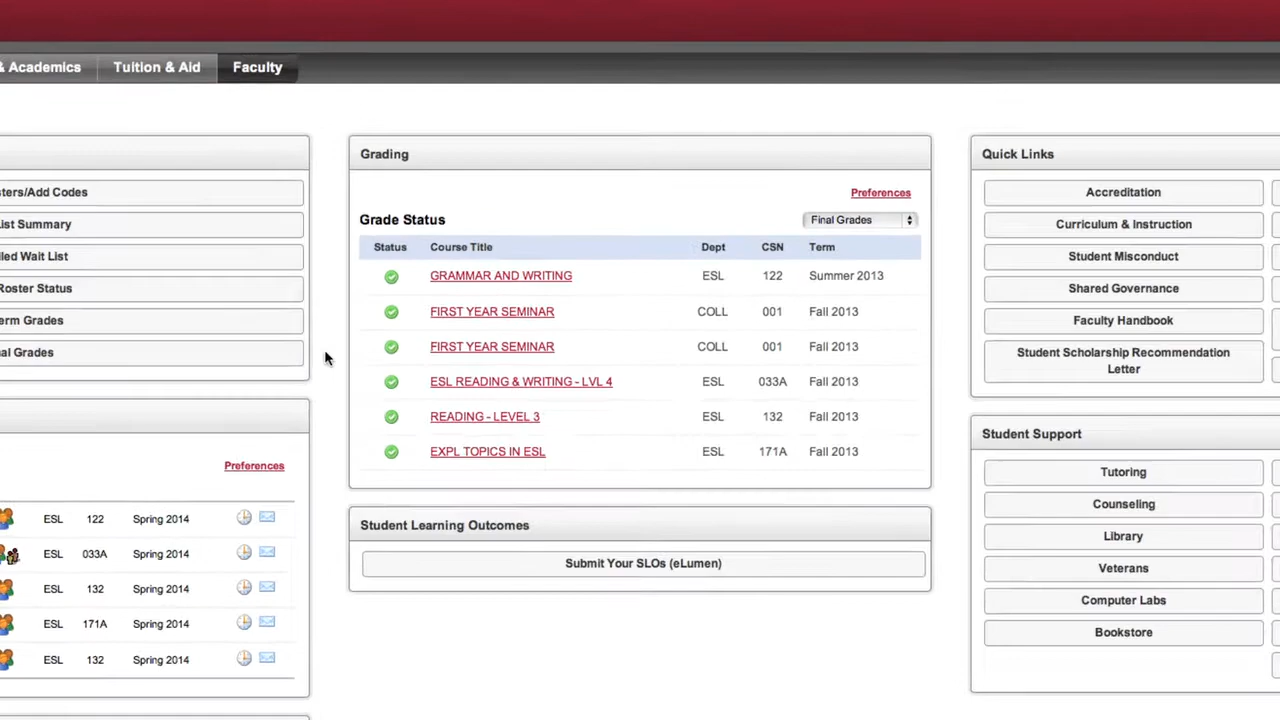 & Academics
Tuition & Aid
Faculty
ters/Add Codes
ist Summary
led Wait List
Roster Status
erm Grades
al Grades
Preferences
ESL 122 Spring 2014
ESL 033A Spring 2014
ESL 132 Spring 2014
ESL 171A Spring 2014
ESL 132 Spring 2014
Grading
Preferences
Grade Status
Final Grades
Status Course Title Dept CSN Term
GRAMMAR AND WRITING ESL 122 Summer 2013
FIRST YEAR SEMINAR COLL 001 Fall 2013
FIRST YEAR SEMINAR COLL 001 Fall 2013
ESL READING & WRITING - LVL 4 ESL 033A Fall 2013
READING - LEVEL 3 ESL 132 Fall 2013
EXPL TOPICS IN ESL ESL 171A Fall 2013
Student Learning Outcomes
Submit Your SLOs (eLumen)
Quick Links
Accreditation
Curriculum & Instruction
Student Misconduct
Shared Governance
Faculty Handbook
Student Scholarship Recommendation
Letter
Student Support
Tutoring
Counseling
Library
Veterans
Computer Labs
Bookstore